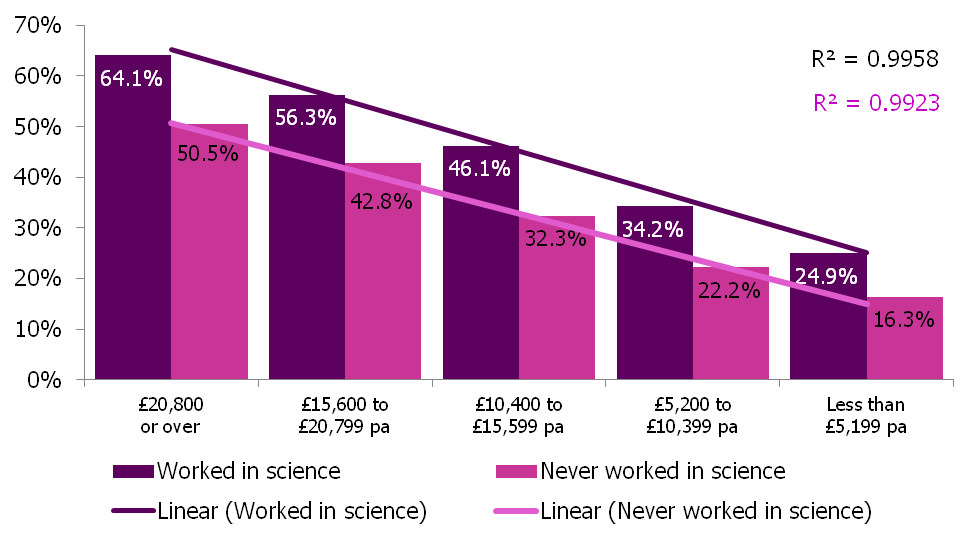 70%
R² = 0.9958
60%
64.1%
R² = 0.9923
56.3%
50%
50.5%
46.1%
40%
42.8%
34.2%
30%
32.3%
24.9%
20%
22.2%
16.3%
10%
0%
£20,800
or over
£15,600 to
£20,799 pa
£10,400 to
£15,599 pa
£5,200 to
£10,399 pa
Less than
£5,199 pa
Worked in science
Never worked in science
Linear (Worked in science)
Linear (Never worked in science)